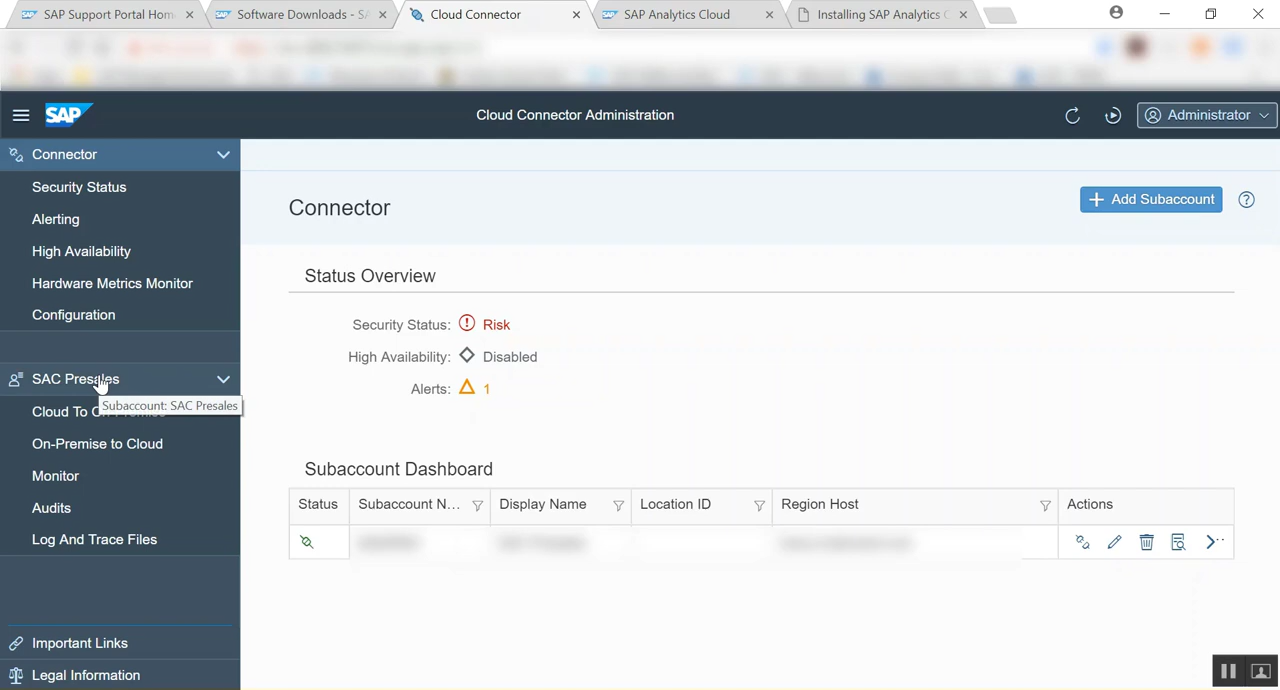 SAP Support Portal Hom
Software Downloads - SA
Cloud Connector
SAP Analytics Cloud
Installing SAP Analytics C
SAP
Cloud Connector Administration
Administrator
Connector
Security Status
Alerting
High Availability
Hardware Metrics Monitor
Configuration
SAC Presales
Subaccount: SAC Presales
Cloud To On-Premise
On-Premise to Cloud
Monitor
Audits
Log And Trace Files
Important Links
Legal Information
Connector
Add Subaccount
Status Overview
Security Status: Risk
High Availability: Disabled
Alerts: 1
Subaccount Dashboard
Status Subaccount N... Display Name Location ID Region Host Actions